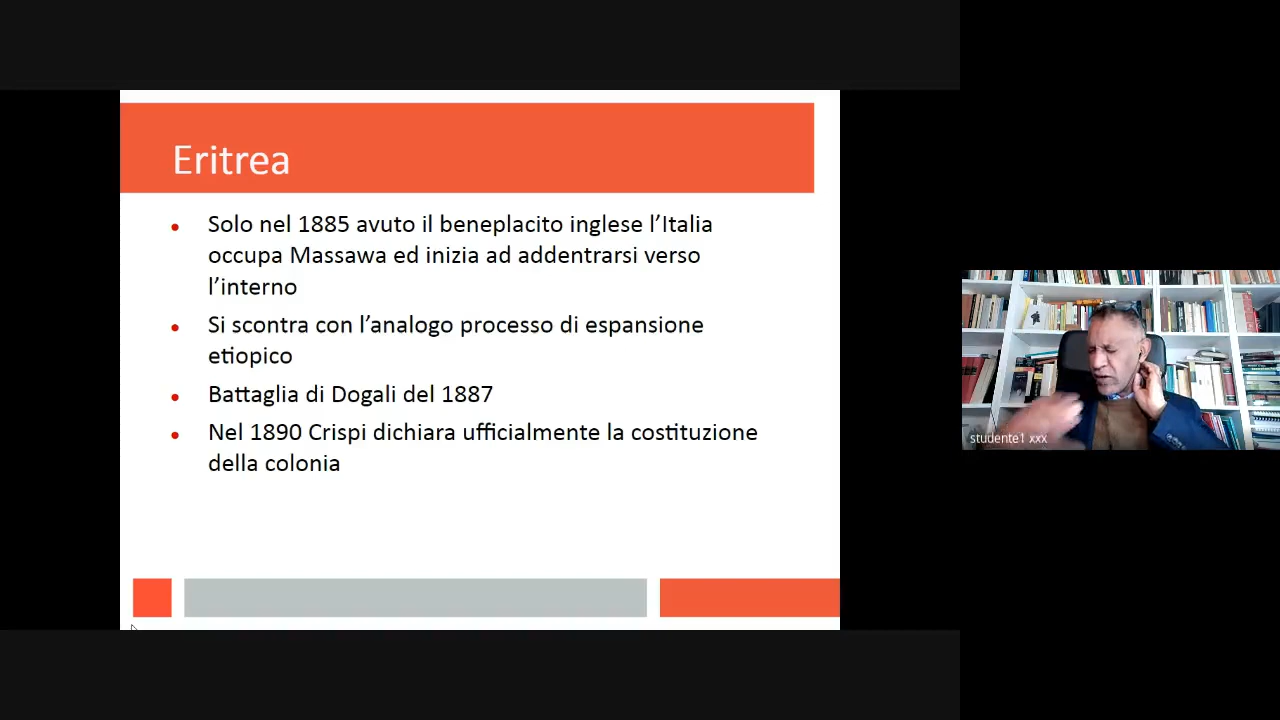 Eritrea
Solo nel 1885 avuto il beneplacito inglese l’Italia
occupa Massawa ed inizia ad addentrarsi verso
l’interno
Si scontra con l’analogo processo di espansione
etiopico
Battaglia di Dogali del 1887
Nel 1890 Crispi dichiara ufficialmente la costituzione
della colonia
studente1 xxx